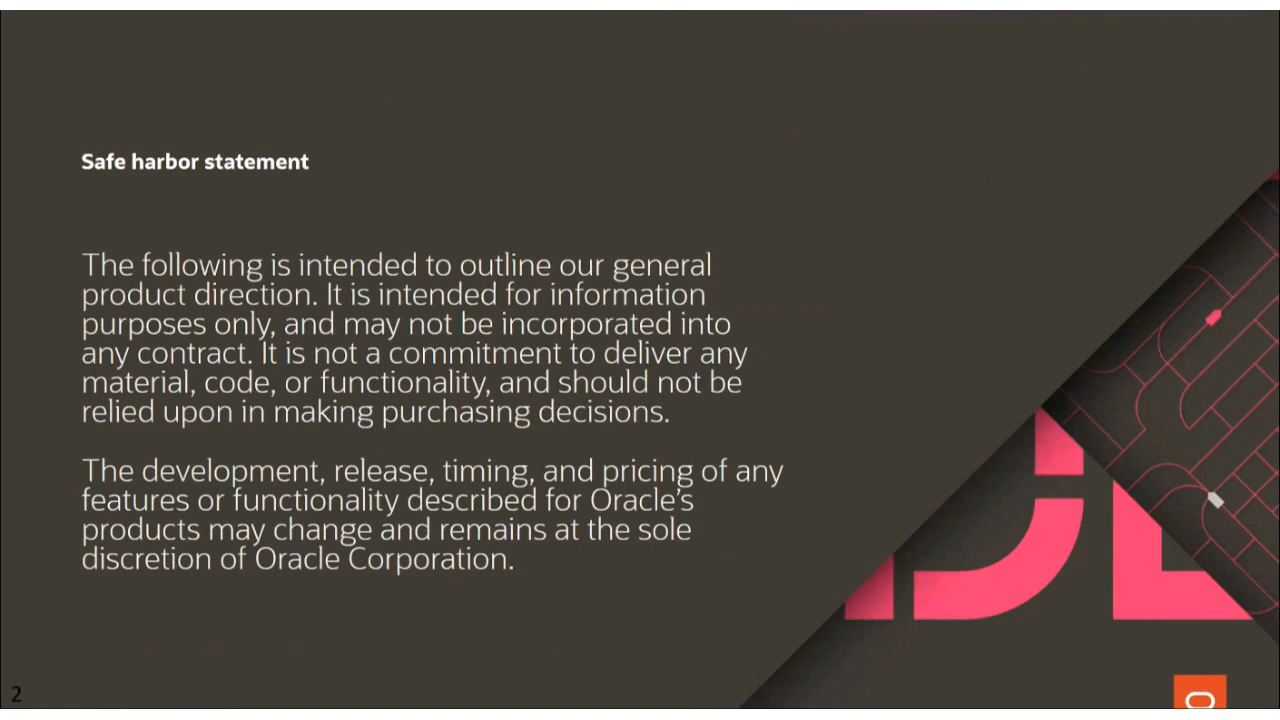 Safe harbor statement
The following is intended to outline our general
product direction. It is intended for information
purposes only, and may not be incorporated into
any contract. It is not a commitment to deliver any
material, code, or functionality, and should not be
relied upon in making purchasing decisions.
The development, release, timing, and pricing of any
features or functionality described for Oracle’s
products may change and remains at the sole
discretion of Oracle Corporation.
2